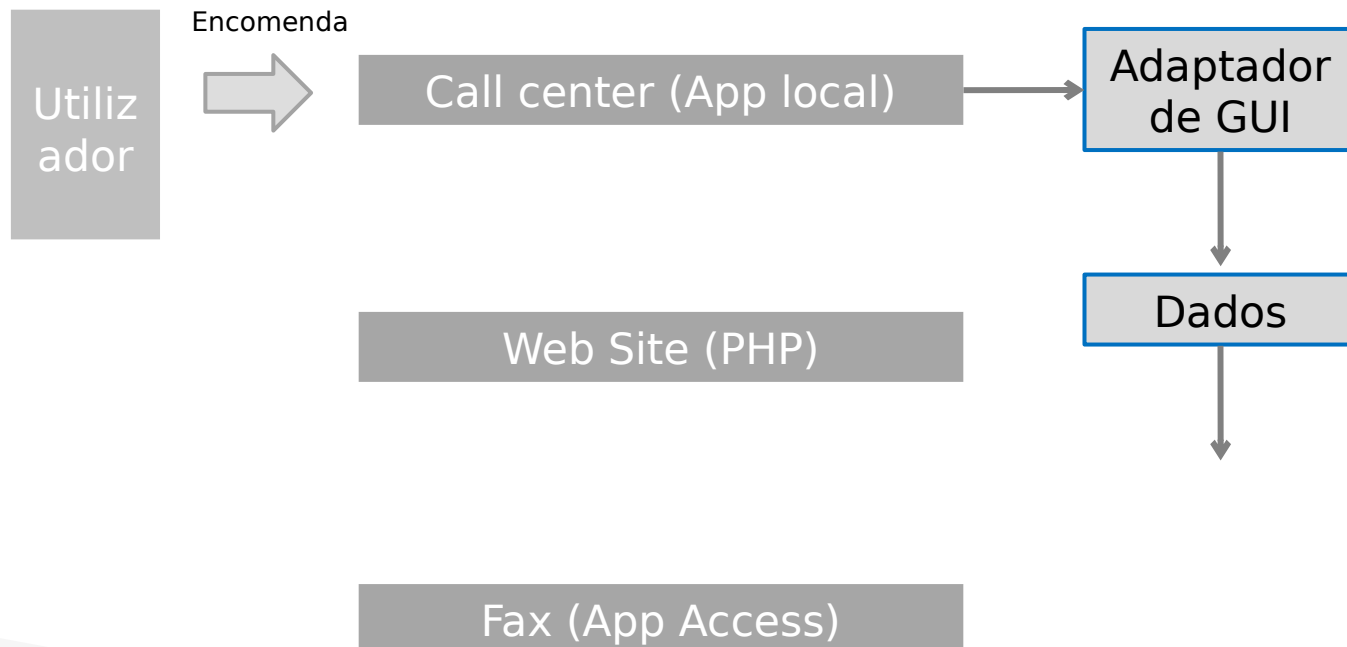 Encomenda
Utiliz
ador
Call center (App local)
Adaptador
de GUI
Dados
Web Site (PHP)
Fax (App Access)